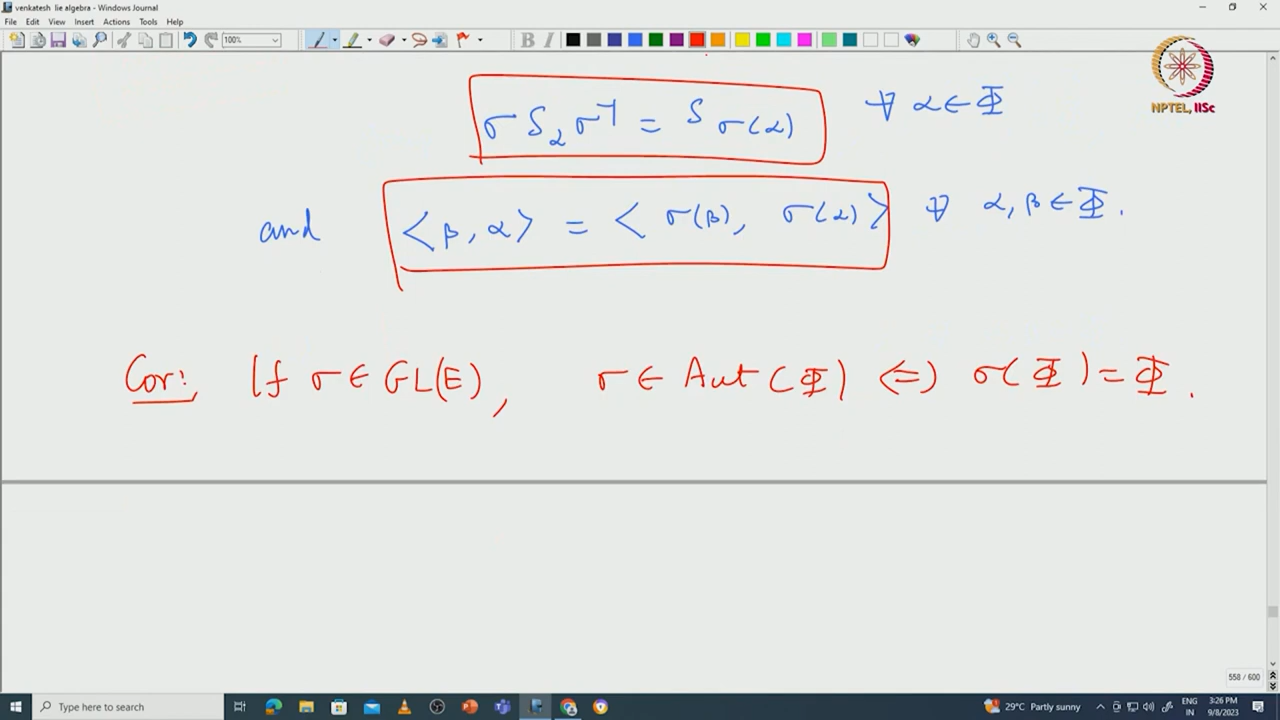 venkatesh lie algebra - Windows Journal
File Edit View Insert Actions Tools Help
100%
NPTEL, IISc
σ S_α σ⁻¹ = S_σ(α) ∀ α ∈ Φ
and ⟨β, α⟩ = ⟨σ(β), σ(α)⟩ ∀ α, β ∈ Φ.
Cor: If σ ∈ GL(E), σ ∈ Aut(Φ) ⇔ σ(Φ) = Φ.
558 / 600
Type here to search
29°C Partly sunny
ENG
IN
3:26 PM
9/8/2023